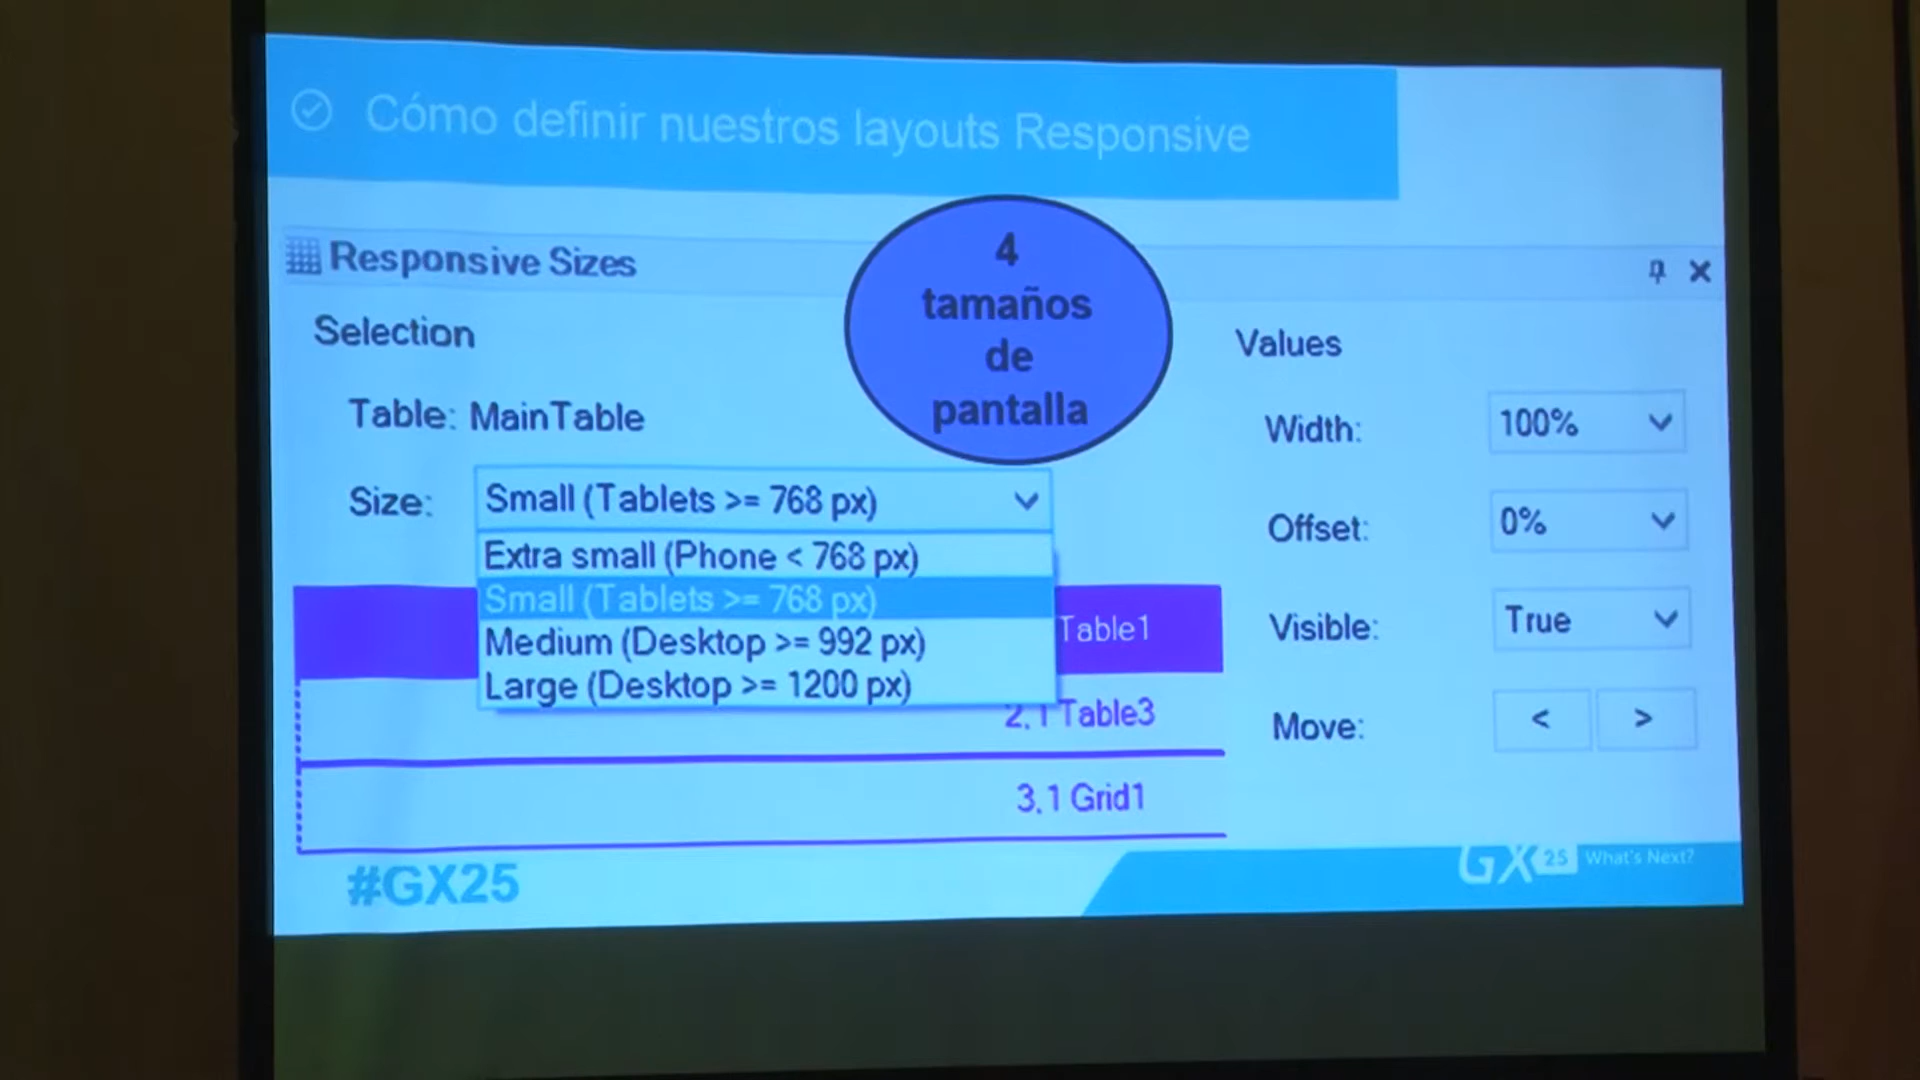 Cómo definir nuestros layouts Responsive
Responsive Sizes
4
tamaños
de
pantalla
Selection
Table: MainTable
Size: Small (Tablets >= 768 px)
Extra small (Phone < 768 px)
Small (Tablets >= 768 px)
Medium (Desktop >= 992 px)
Large (Desktop >= 1200 px)
Table1
2,1 Table3
3,1 Grid1
Values
Width: 100%
Offset: 0%
Visible: True
Move: < >
#GX25
GX 25 What's Next?